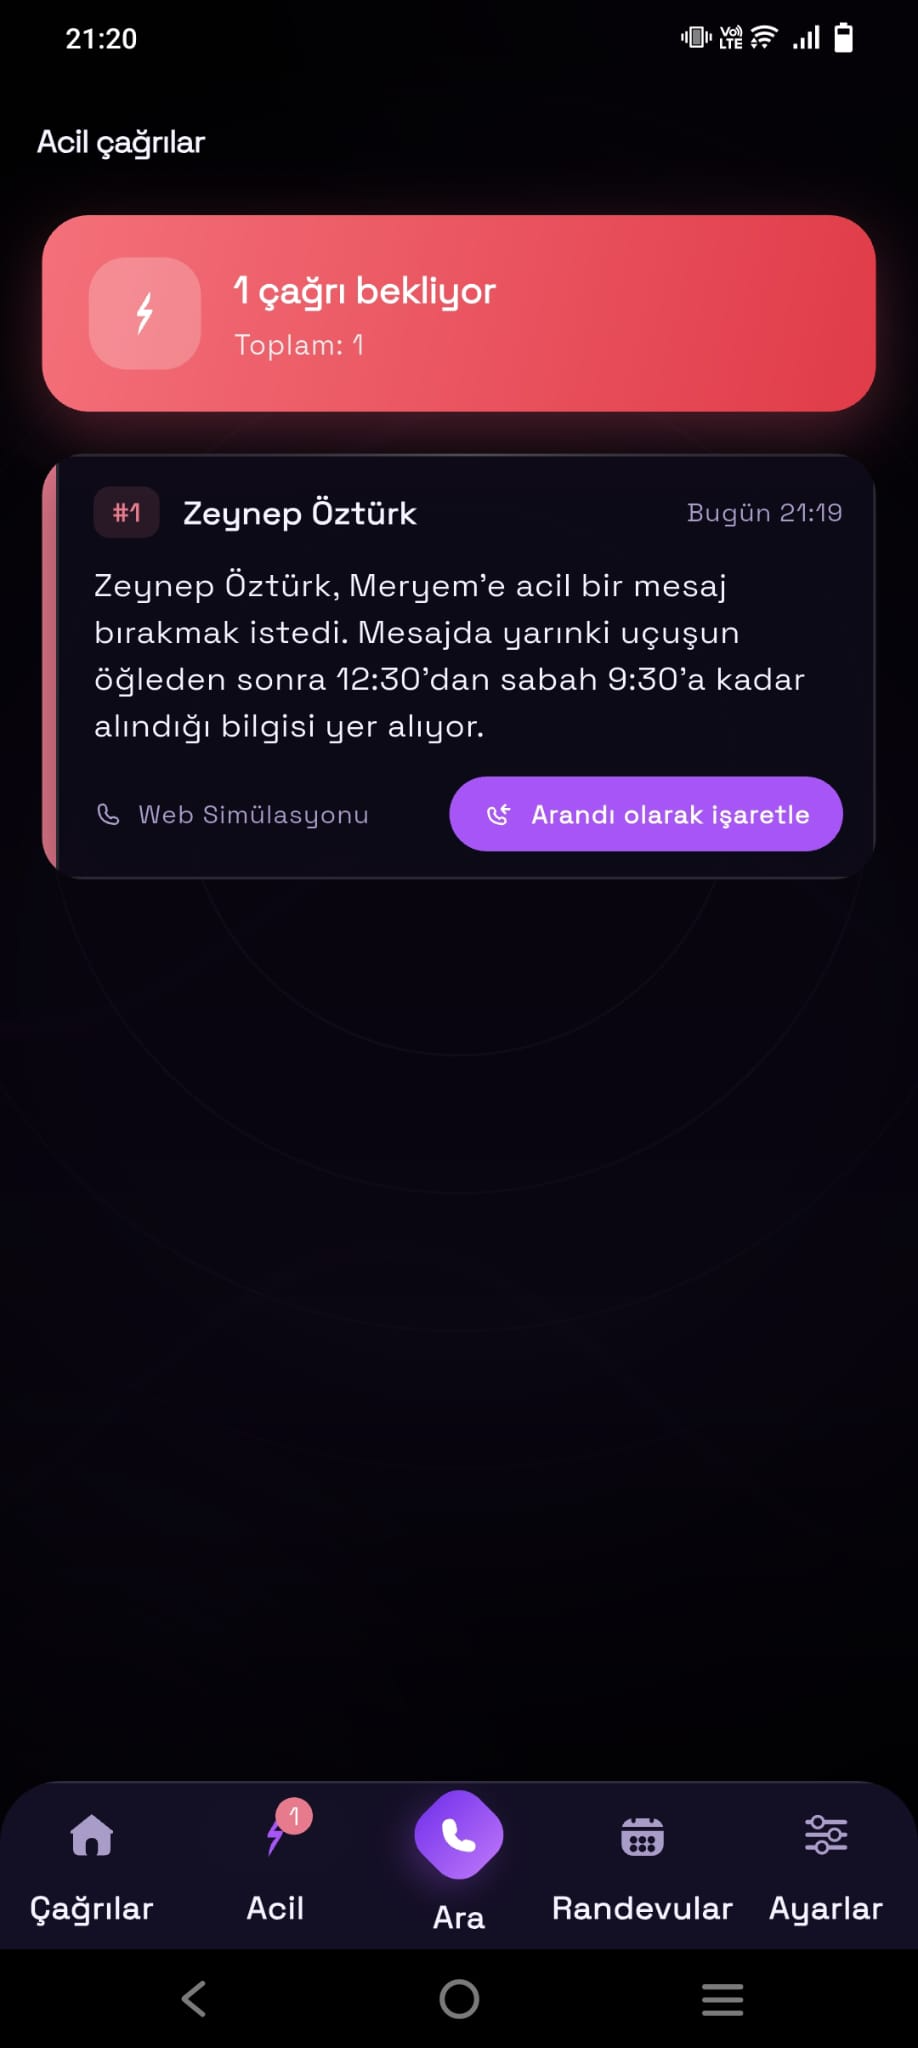 21:20
Acil çağrılar
1 çağrı bekliyor
Toplam: 1
#1 Zeynep Öztürk Bugün 21:19
Zeynep Öztürk, Meryem'e acil bir mesaj
bırakmak istedi. Mesajda yarınki uçuşun
öğleden sonra 12:30'dan sabah 9:30'a kadar
alındığı bilgisi yer alıyor.
Web Simülasyonu Arandı olarak işaretle
1
Çağrılar Acil Ara Randevular Ayarlar